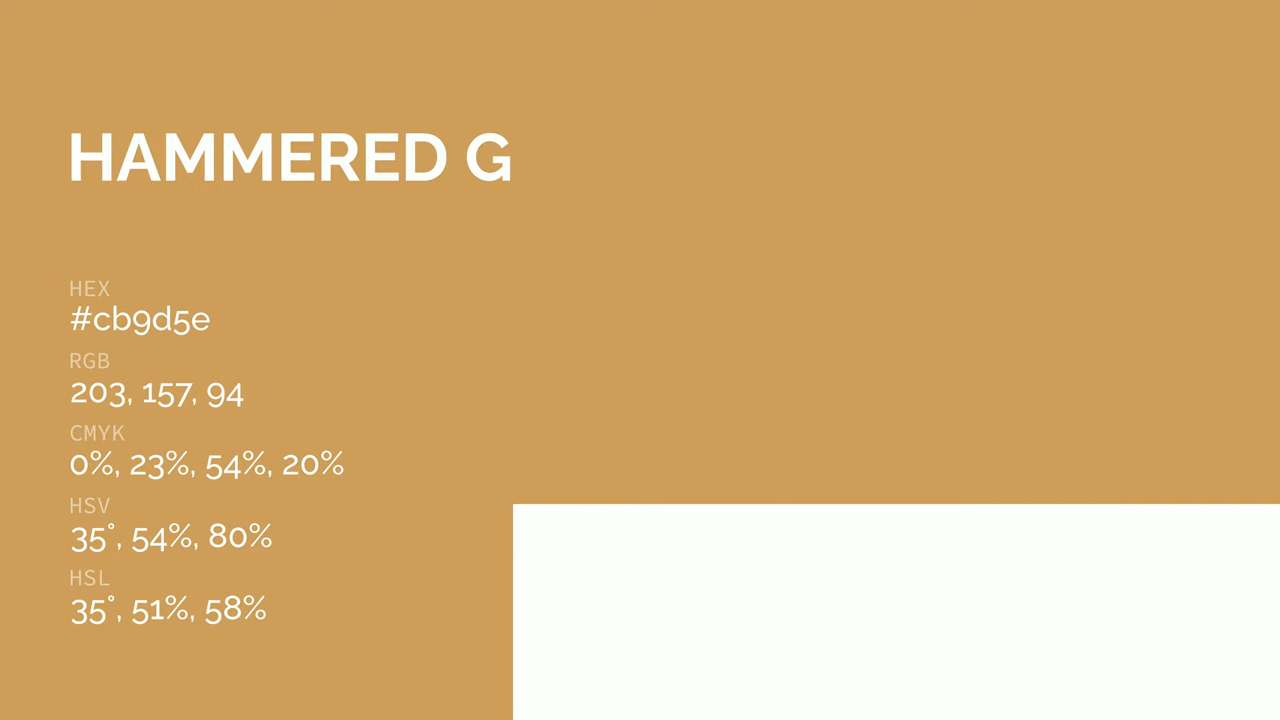 HAMMERED G
HEX
#cb9d5e
RGB
203, 157, 94
CMYK
0%, 23%, 54%, 20%
HSV
35°, 54%, 80%
HSL
35°, 51%, 58%